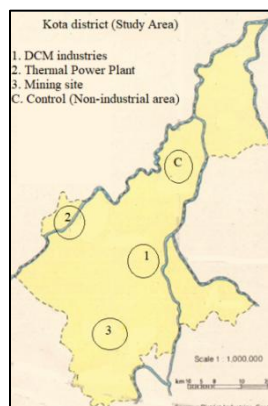 Kota district (Study Area)
1. DCM industries
2. Thermal Power Plant
3. Mining site
C. Control (Non-industrial area)
C
2
1
3
Scale 1 : 1,000,000